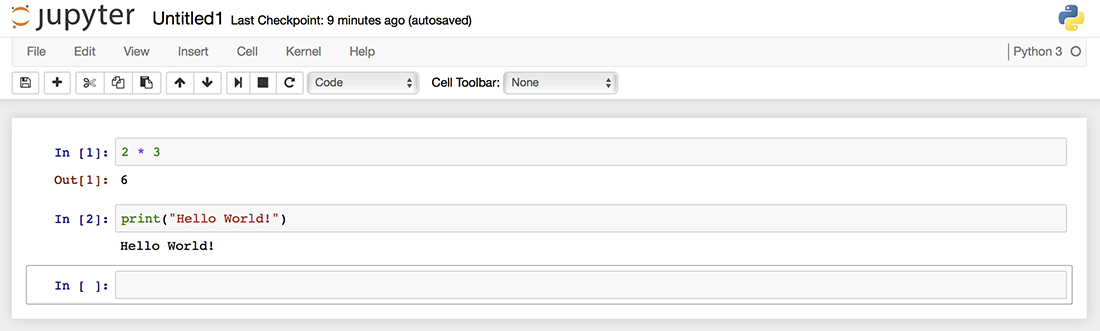 jupyter Untitled1 Last Checkpoint: 9 minutes ago (autosaved)
File Edit View Insert Cell Kernel Help Python 3
Code Cell Toolbar: None
In [1]: 2 * 3
Out[1]: 6
In [2]: print("Hello World!")
Hello World!
In [ ]: